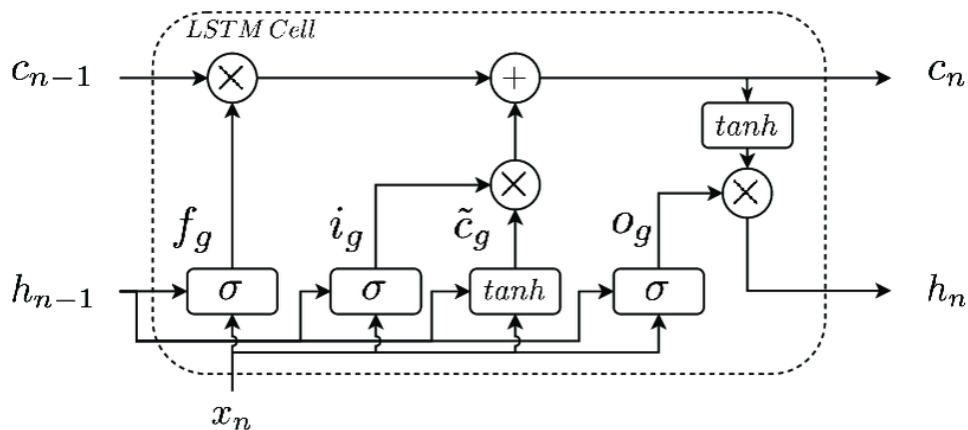 LSTM Cell
c_{n-1} × + c_n
tanh
× ×
f_g i_g c̃_g o_g
h_{n-1} σ σ tanh σ h_n
x_n